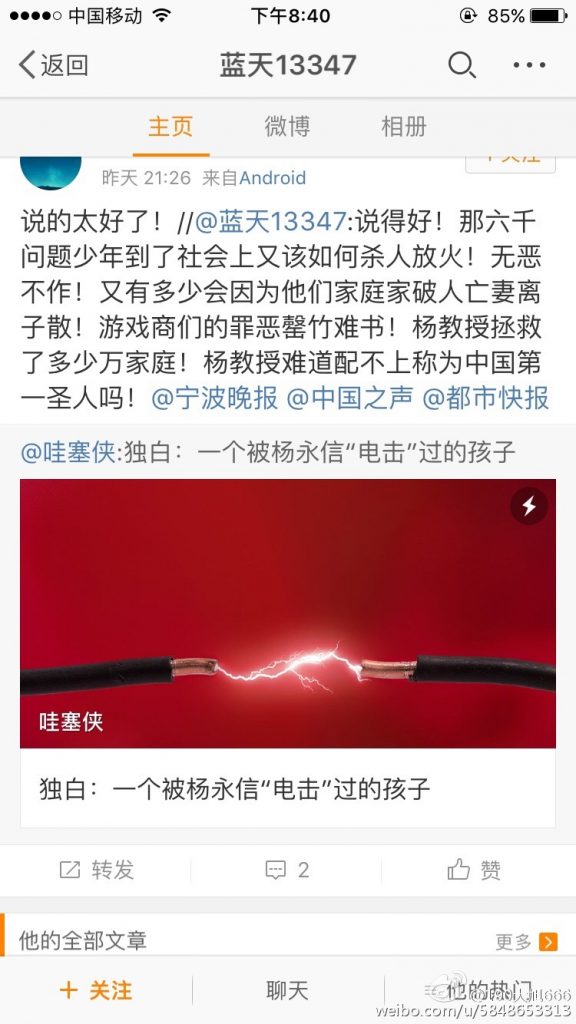 中国移动 下午8:40 85%
返回 蓝天13347
主页 微博 相册
昨天 21:26 来自Android
说的太好了！//@蓝天13347:说得好！那六千
问题少年到了社会上又该如何杀人放火！无恶
不作！又有多少会因为他们家庭家破人亡妻离
子散！游戏商们的罪恶罄竹难书！杨教授拯救
了多少万家庭！杨教授难道配不上称为中国第
一圣人吗！@宁波晚报 @中国之声 @都市快报
@哇塞侠:独白：一个被杨永信“电击”过的孩子
哇塞侠
独白：一个被杨永信“电击”过的孩子
转发 2 赞
他的全部文章 更多
+ 关注 聊天 他的热门
weibo.com/u/5848653313